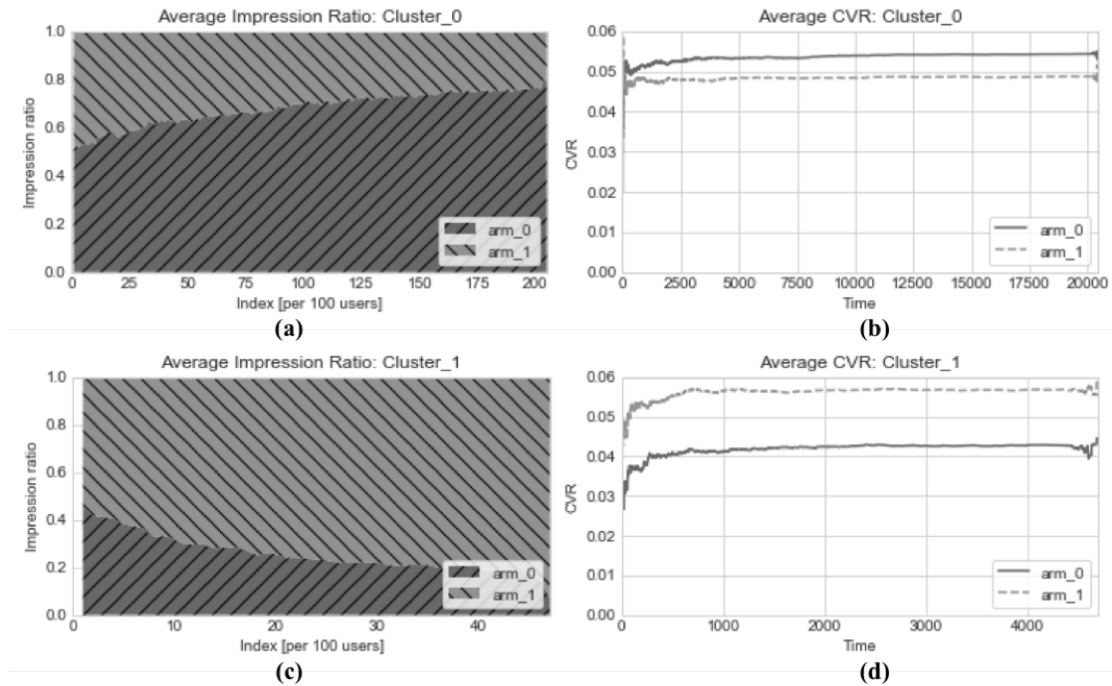 Average Impression Ratio: Cluster_0
Impression ratio
1.0
0.8
0.6
0.4
0.2
0.0
arm_0
arm_1
0 25 50 75 100 125 150 175 200
Index [per 100 users]
(a)
Average CVR: Cluster_0
CVR
0.06
0.05
0.04
0.03
0.02
0.01
0.00
arm_0
arm_1
0 2500 5000 7500 10000 12500 15000 17500 20000
Time
(b)
Average Impression Ratio: Cluster_1
Impression ratio
1.0
0.8
0.6
0.4
0.2
0.0
arm_0
arm_1
0 10 20 30 40
Index [per 100 users]
(c)
Average CVR: Cluster_1
CVR
0.06
0.05
0.04
0.03
0.02
0.01
0.00
arm_0
arm_1
0 1000 2000 3000 4000
Time
(d)